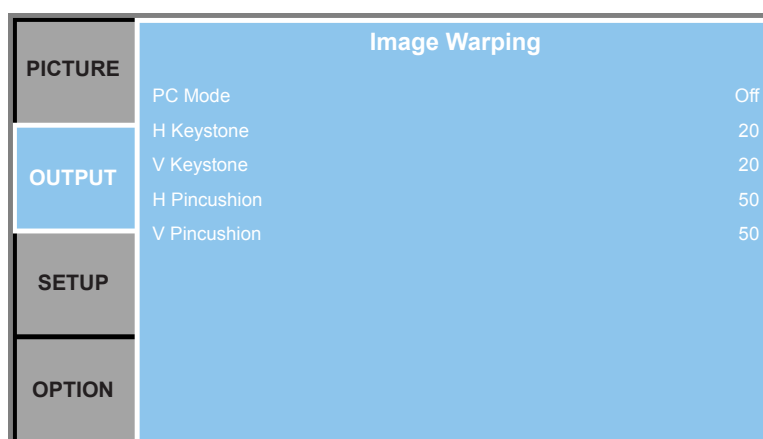 PICTURE
OUTPUT
SETUP
OPTION
Image Warping
PC Mode Off
H Keystone 20
V Keystone 20
H Pincushion 50
V Pincushion 50